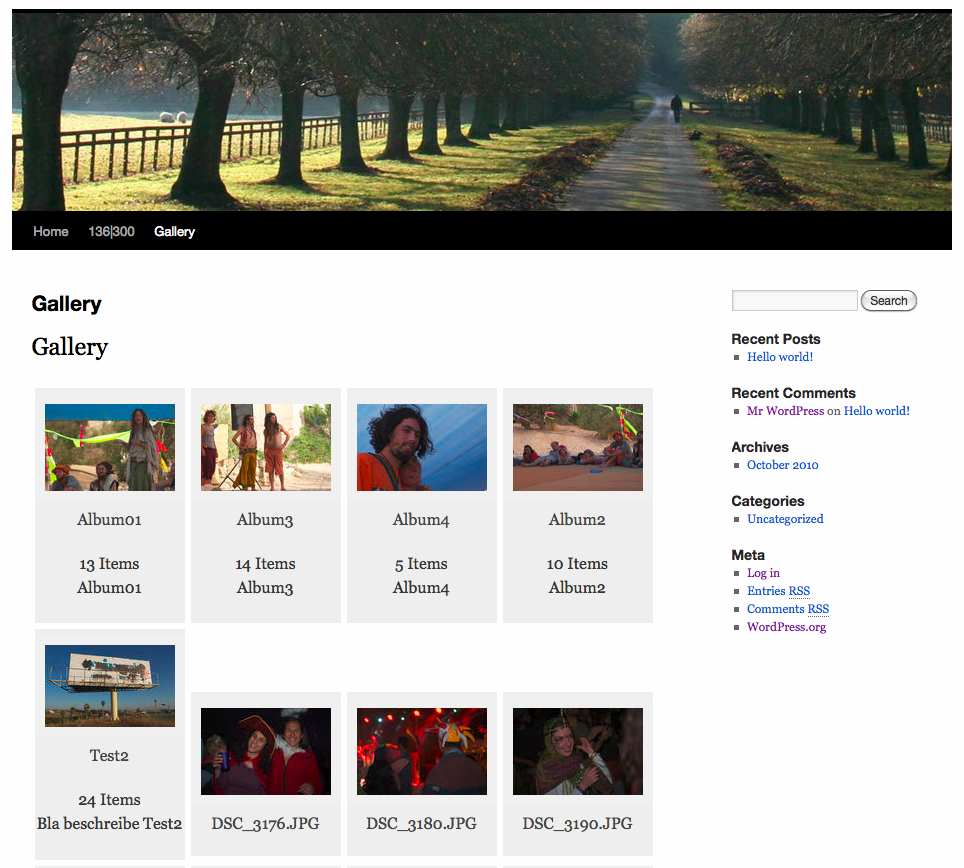 Home 136|300 Gallery
Gallery
Gallery
Album01 Album3 Album4 Album2
13 Items 14 Items 5 Items 10 Items
Album01 Album3 Album4 Album2
Test2
24 Items
Bla beschreibe Test2 DSC_3176.JPG DSC_3180.JPG DSC_3190.JPG
Search
Recent Posts
Hello world!
Recent Comments
Mr WordPress on Hello world!
Archives
October 2010
Categories
Uncategorized
Meta
Log in
Entries RSS
Comments RSS
WordPress.org